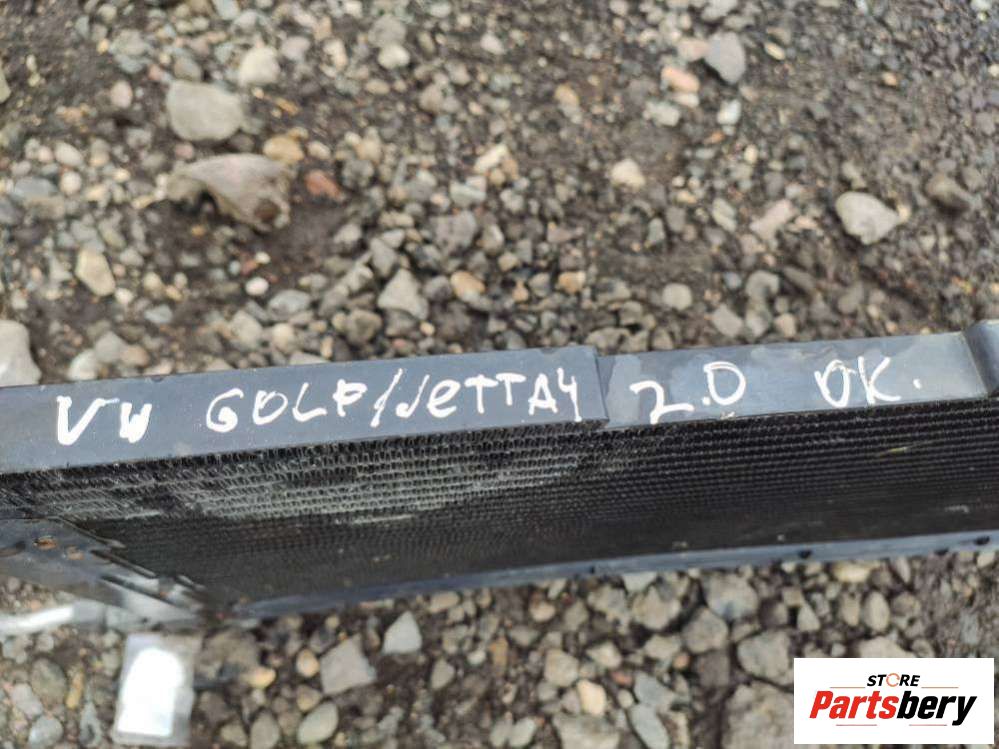 VW GOLF/JETTA4 2.0 OK.
STORE
Partsbery